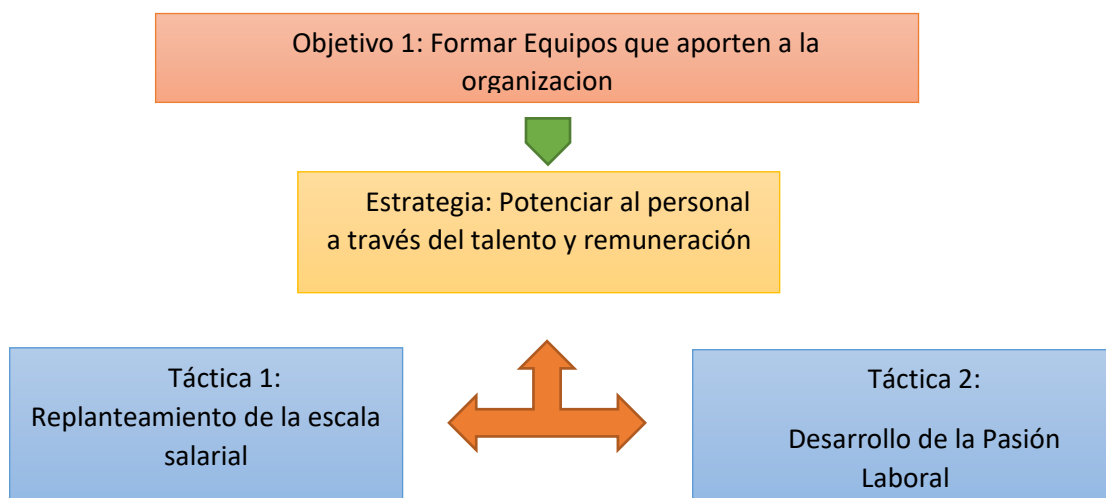 Objetivo 1: Formar Equipos que aporten a la
organizacion
Estrategia: Potenciar al personal
a través del talento y remuneración
Táctica 1:
Replanteamiento de la escala
salarial
Táctica 2:
Desarrollo de la Pasión
Laboral